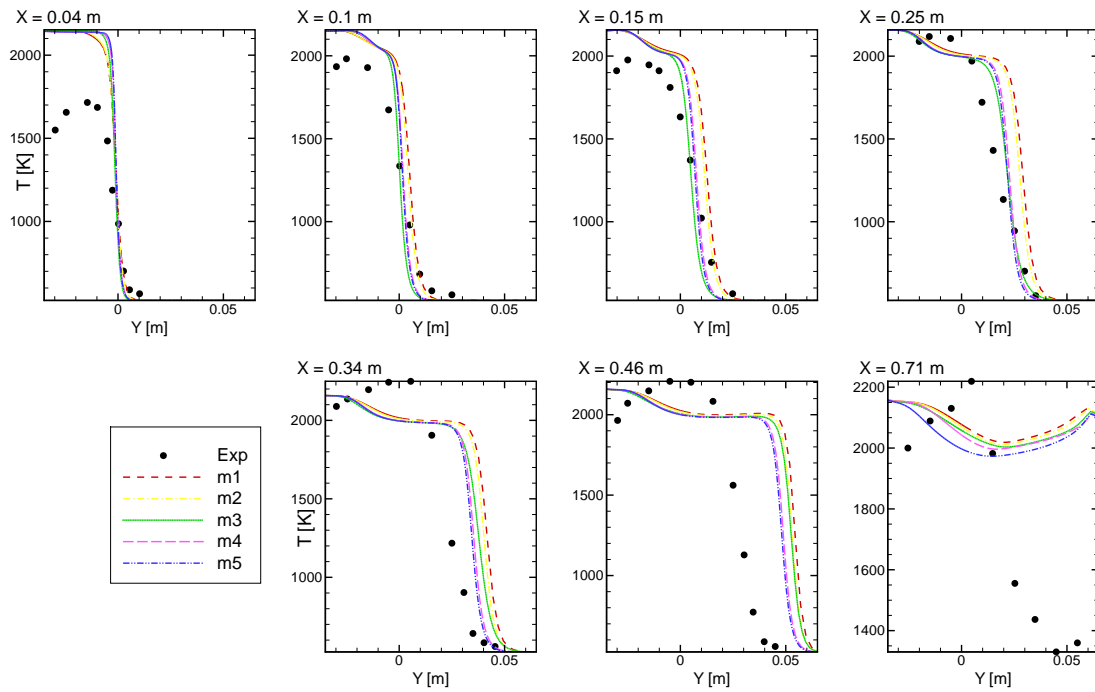 X = 0.04 m
X = 0.1 m
X = 0.15 m
X = 0.25 m
T [K]
2000
1500
1000
0
0.05
Y [m]
2000
1500
1000
0
0.05
Y [m]
2000
1500
1000
0
0.05
Y [m]
2000
1500
1000
0
0.05
Y [m]
X = 0.34 m
X = 0.46 m
X = 0.71 m
Exp
m1
m2
m3
m4
m5
2000
1500
1000
0
0.05
Y [m]
T [K]
2000
1500
1000
0
0.05
Y [m]
2200
2000
1800
1600
1400
0
0.05
Y [m]